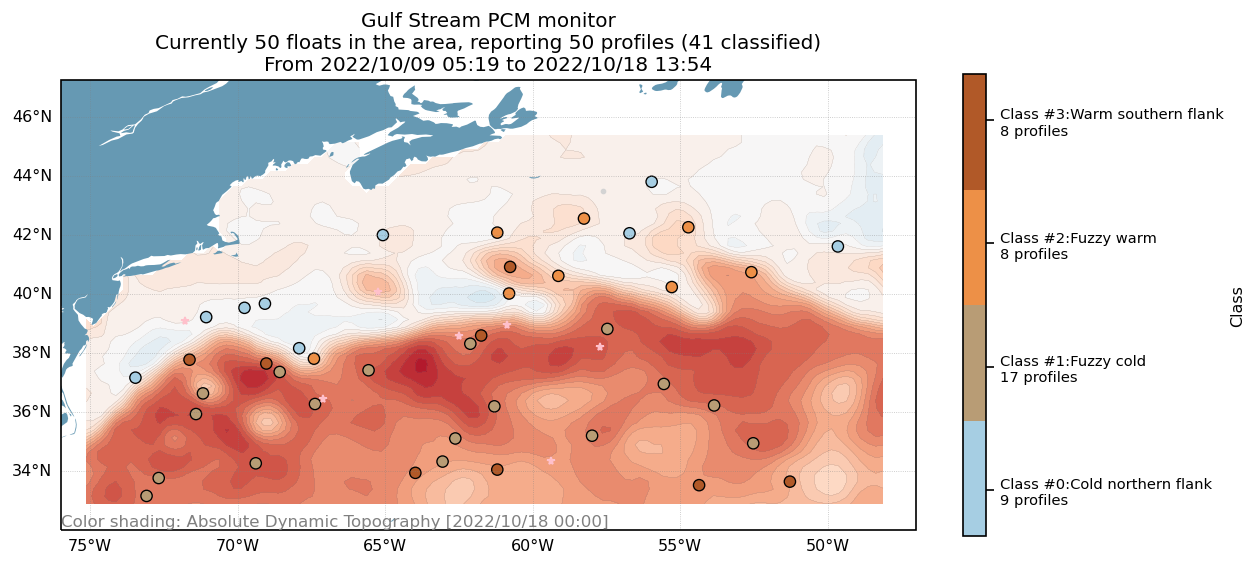 Gulf Stream PCM monitor
Currently 50 floats in the area, reporting 50 profiles (41 classified)
From 2022/10/09 05:19 to 2022/10/18 13:54
46°N
44°N
42°N
40°N
38°N
36°N
34°N
Color shading: Absolute Dynamic Topography [2022/10/18 00:00]
75°W
70°W
65°W
60°W
55°W
50°W
Class #3:Warm southern flank
8 profiles
Class #2:Fuzzy warm
8 profiles
Class #1:Fuzzy cold
17 profiles
Class #0:Cold northern flank
9 profiles
Class